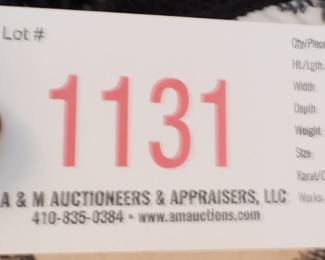 Lot #
1131
A & M AUCTIONEERS & APPRAISERS, LLC
410-835-0384 • www.amauctions.com
Qty/Piece
Ht./Lgth.
Width
Depth
Weight
Size
Karat/C
Works